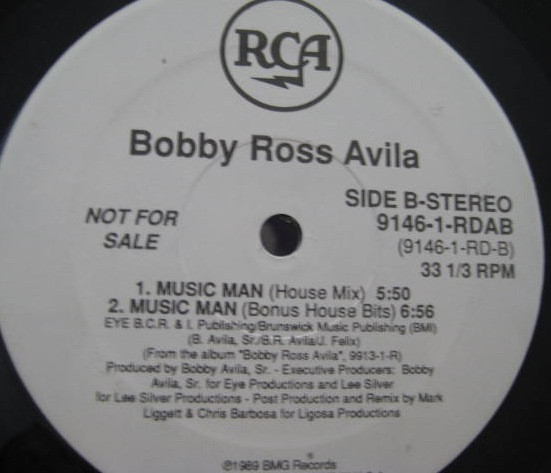 RCA
Bobby Ross Avila
SIDE B-STEREO
9146-1-RDAB
(9146-1-RD-B)
33 1/3 RPM
NOT FOR
SALE
1. MUSIC MAN (House Mix) 5:50
2. MUSIC MAN (Bonus House Bits) 6:56
EYE B.C.R. & I. Publishing/Brunswick Music Publishing (BMI)
(B. Avila, Sr./B.R. Avila/J. Felix)
(From the album "Bobby Ross Avila", 9913-1-R)
Produced by Bobby Avila, Sr. - Executive Producers: Bobby
Avila, Sr. for Eye Productions and Lee Silver
for Lee Silver Productions - Post Production and Remix by Mark
Liggett & Chris Barbosa for Ligosa Productions
℗1989 BMG Records